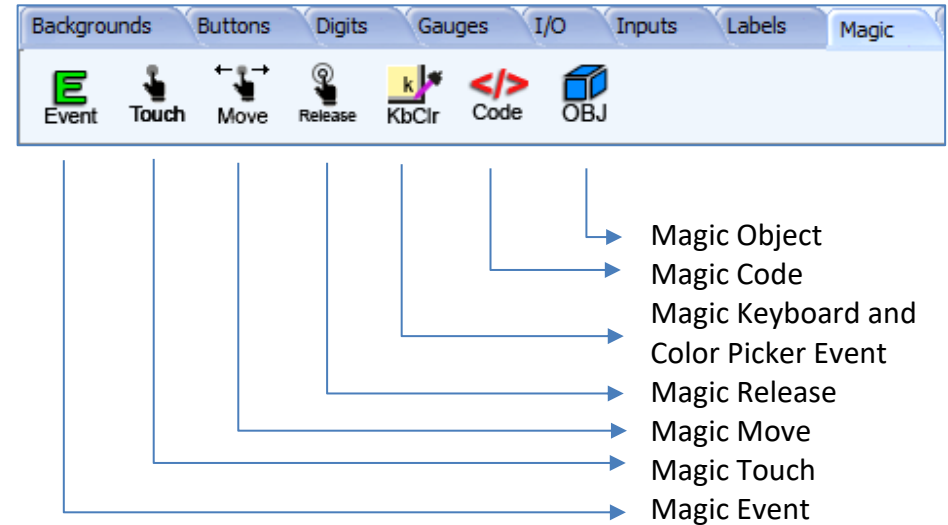 Backgrounds Buttons Digits Gauges I/O Inputs Labels Magic
E k </>
Event Touch Move Release KbClr Code OBJ
Magic Object
Magic Code
Magic Keyboard and
Color Picker Event
Magic Release
Magic Move
Magic Touch
Magic Event